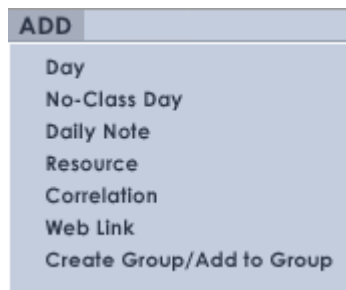 ADD
Day
No-Class Day
Daily Note
Resource
Correlation
Web Link
Create Group/Add to Group